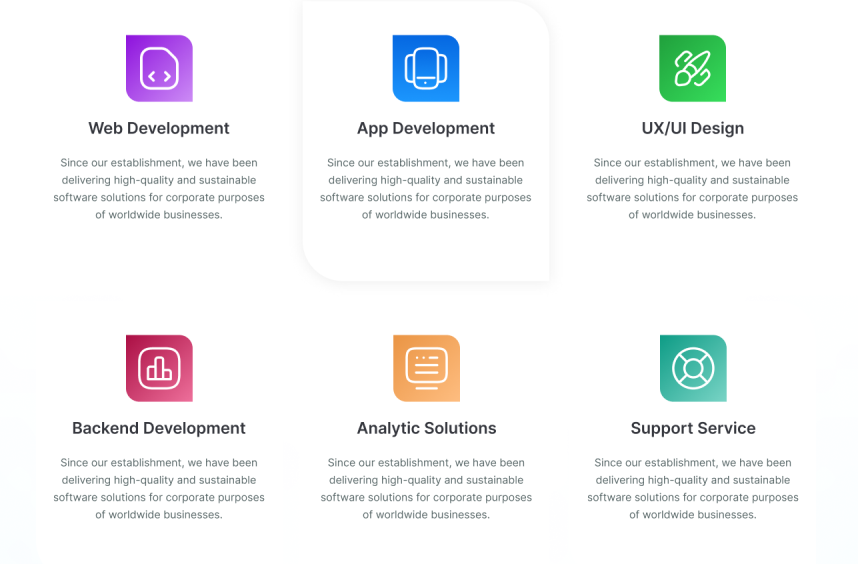 Web Development
Since our establishment, we have been
delivering high-quality and sustainable
software solutions for corporate purposes
of worldwide businesses.
App Development
Since our establishment, we have been
delivering high-quality and sustainable
software solutions for corporate purposes
of worldwide businesses.
UX/UI Design
Since our establishment, we have been
delivering high-quality and sustainable
software solutions for corporate purposes
of worldwide businesses.
Backend Development
Since our establishment, we have been
delivering high-quality and sustainable
software solutions for corporate purposes
of worldwide businesses.
Analytic Solutions
Since our establishment, we have been
delivering high-quality and sustainable
software solutions for corporate purposes
of worldwide businesses.
Support Service
Since our establishment, we have been
delivering high-quality and sustainable
software solutions for corporate purposes
of worldwide businesses.